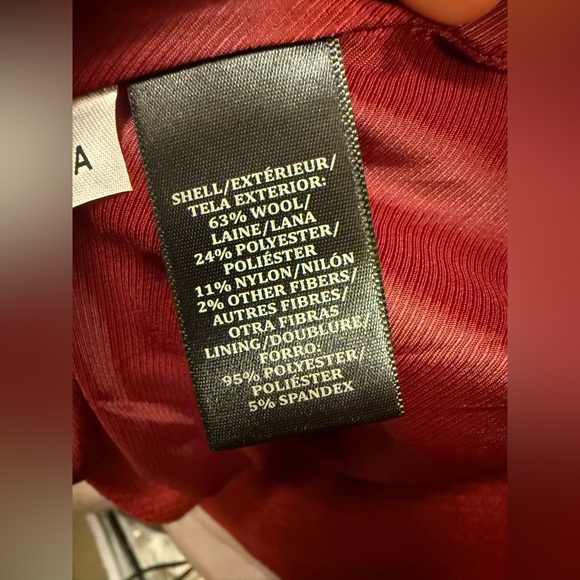 A
SHELL/EXTÉRIEUR/
TELA EXTERIOR:
63% WOOL/
LAINE/LANA
24% POLYESTER/
POLIÉSTER
11% NYLON/NILÓN
2% OTHER FIBERS/
AUTRES FIBRES/
OTRA FIBRAS
LINING/DOUBLURE/
FORRO:
95% POLYESTER/
POLIÉSTER
5% SPANDEX